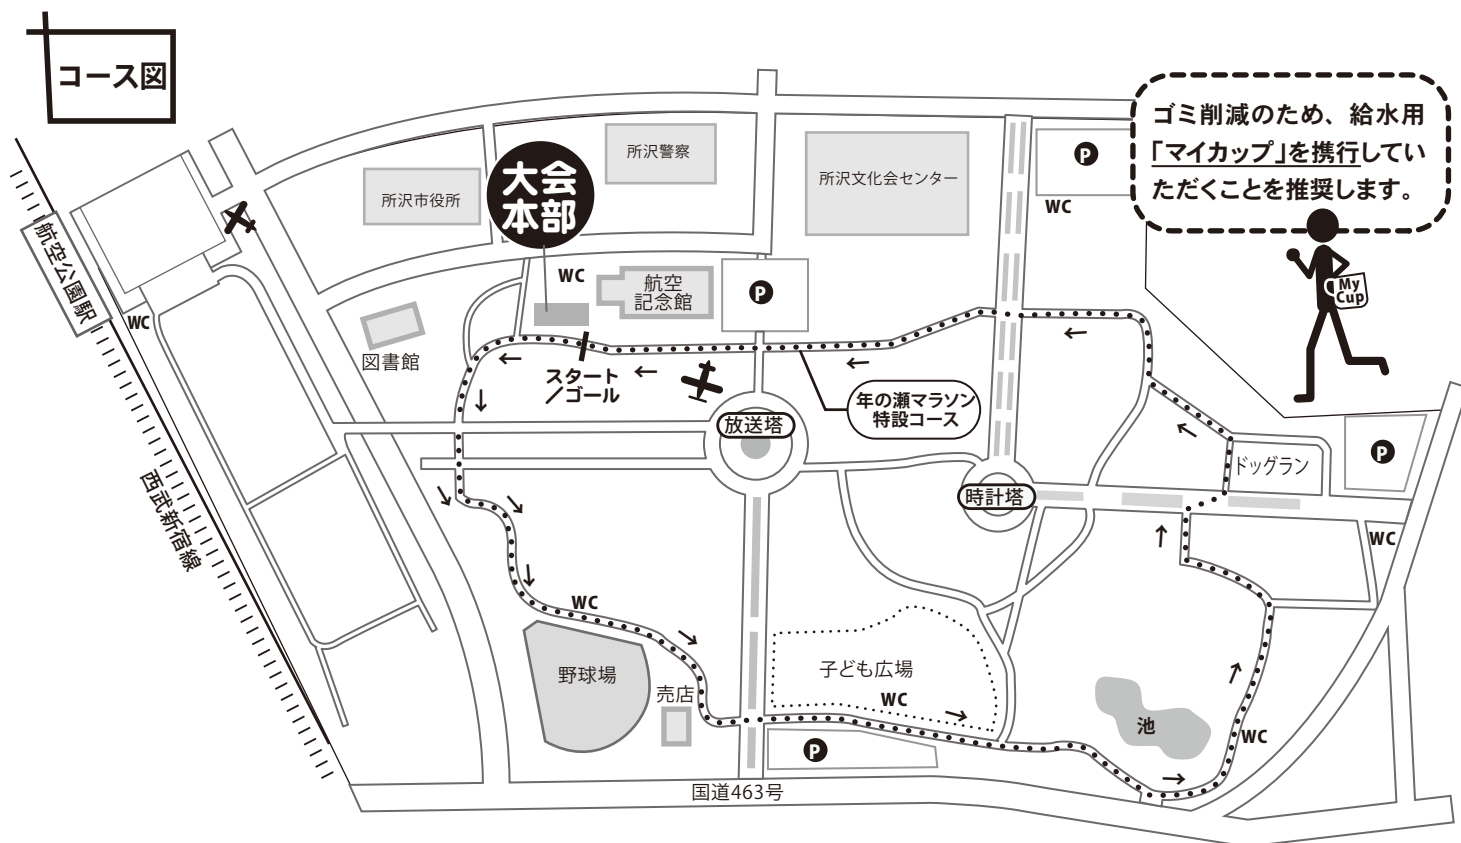 コース図
ゴミ削減のため、給水用
「マイカップ」を携行してい
ただくことを推奨します。
My
Cup
所沢警察
所沢市役所
大会
本部
所沢文化会センター
P
WC
航空公園駅
WC
WC
航空
記念館
P
図書館
スタート
/ゴール
年の瀬マラソン
特設コース
放送塔
ドッグラン
P
時計塔
WC
西武新宿線
WC
野球場
売店
子ども広場
WC
池
WC
P
国道463号